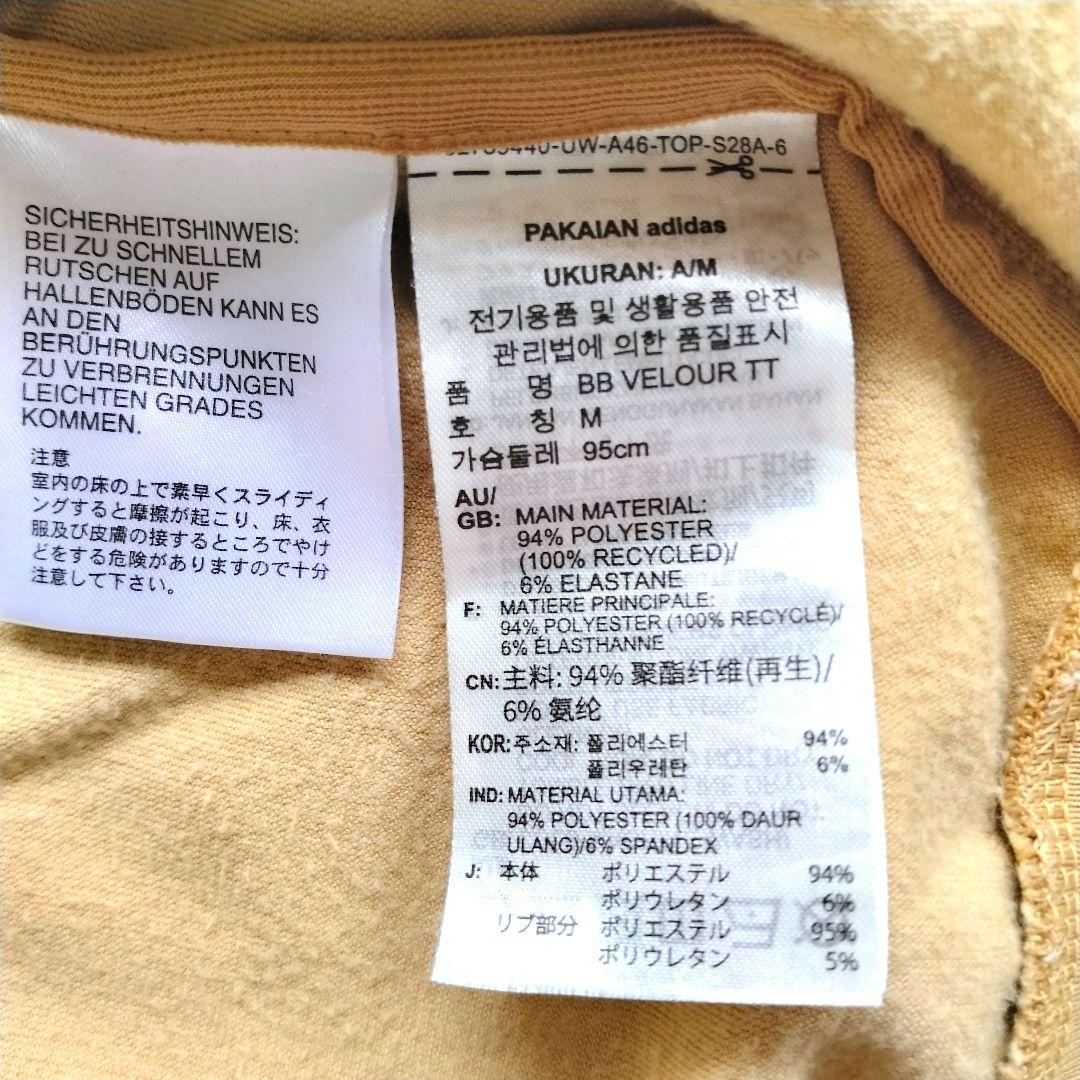 SICHERHEITSHINWEIS:
BEI ZU SCHNELLEM
RUTSCHEN AUF
HALLENBÖDEN KANN ES
AN DEN
BERÜHRUNGSPUNKTEN
ZU VERBRENNUNGEN
LEICHTEN GRADES
KOMMEN.
注意
室内の床の上で素早くスライディ
ングすると摩擦が起こり、床、衣
服及び皮膚の接するところでやけ
どをする危険がありますので十分
注意して下さい。
-UW-A46-TOP-S28A-6
PAKAIAN adidas
UKURAN: A/M
전기용품 및 생활용품 안전
관리법에 의한 품질표시
품 명 BB VELOUR TT
호 칭 M
가슴둘레 95cm
AU/
GB: MAIN MATERIAL:
94% POLYESTER
(100% RECYCLED)/
6% ELASTANE
F: MATIERE PRINCIPALE:
94% POLYESTER (100% RECYCLÉ)/
6% ÉLASTHANNE
CN: 主料: 94% 聚酯纤维(再生)/
6% 氨纶
KOR: 주소재: 폴리에스터 94%
폴리우레탄 6%
IND: MATERIAL UTAMA:
94% POLYESTER (100% DAUR
ULANG)/6% SPANDEX
J: 本体 ポリエステル 94%
ポリウレタン 6%
リブ部分 ポリエステル 95%
ポリウレタン 5%